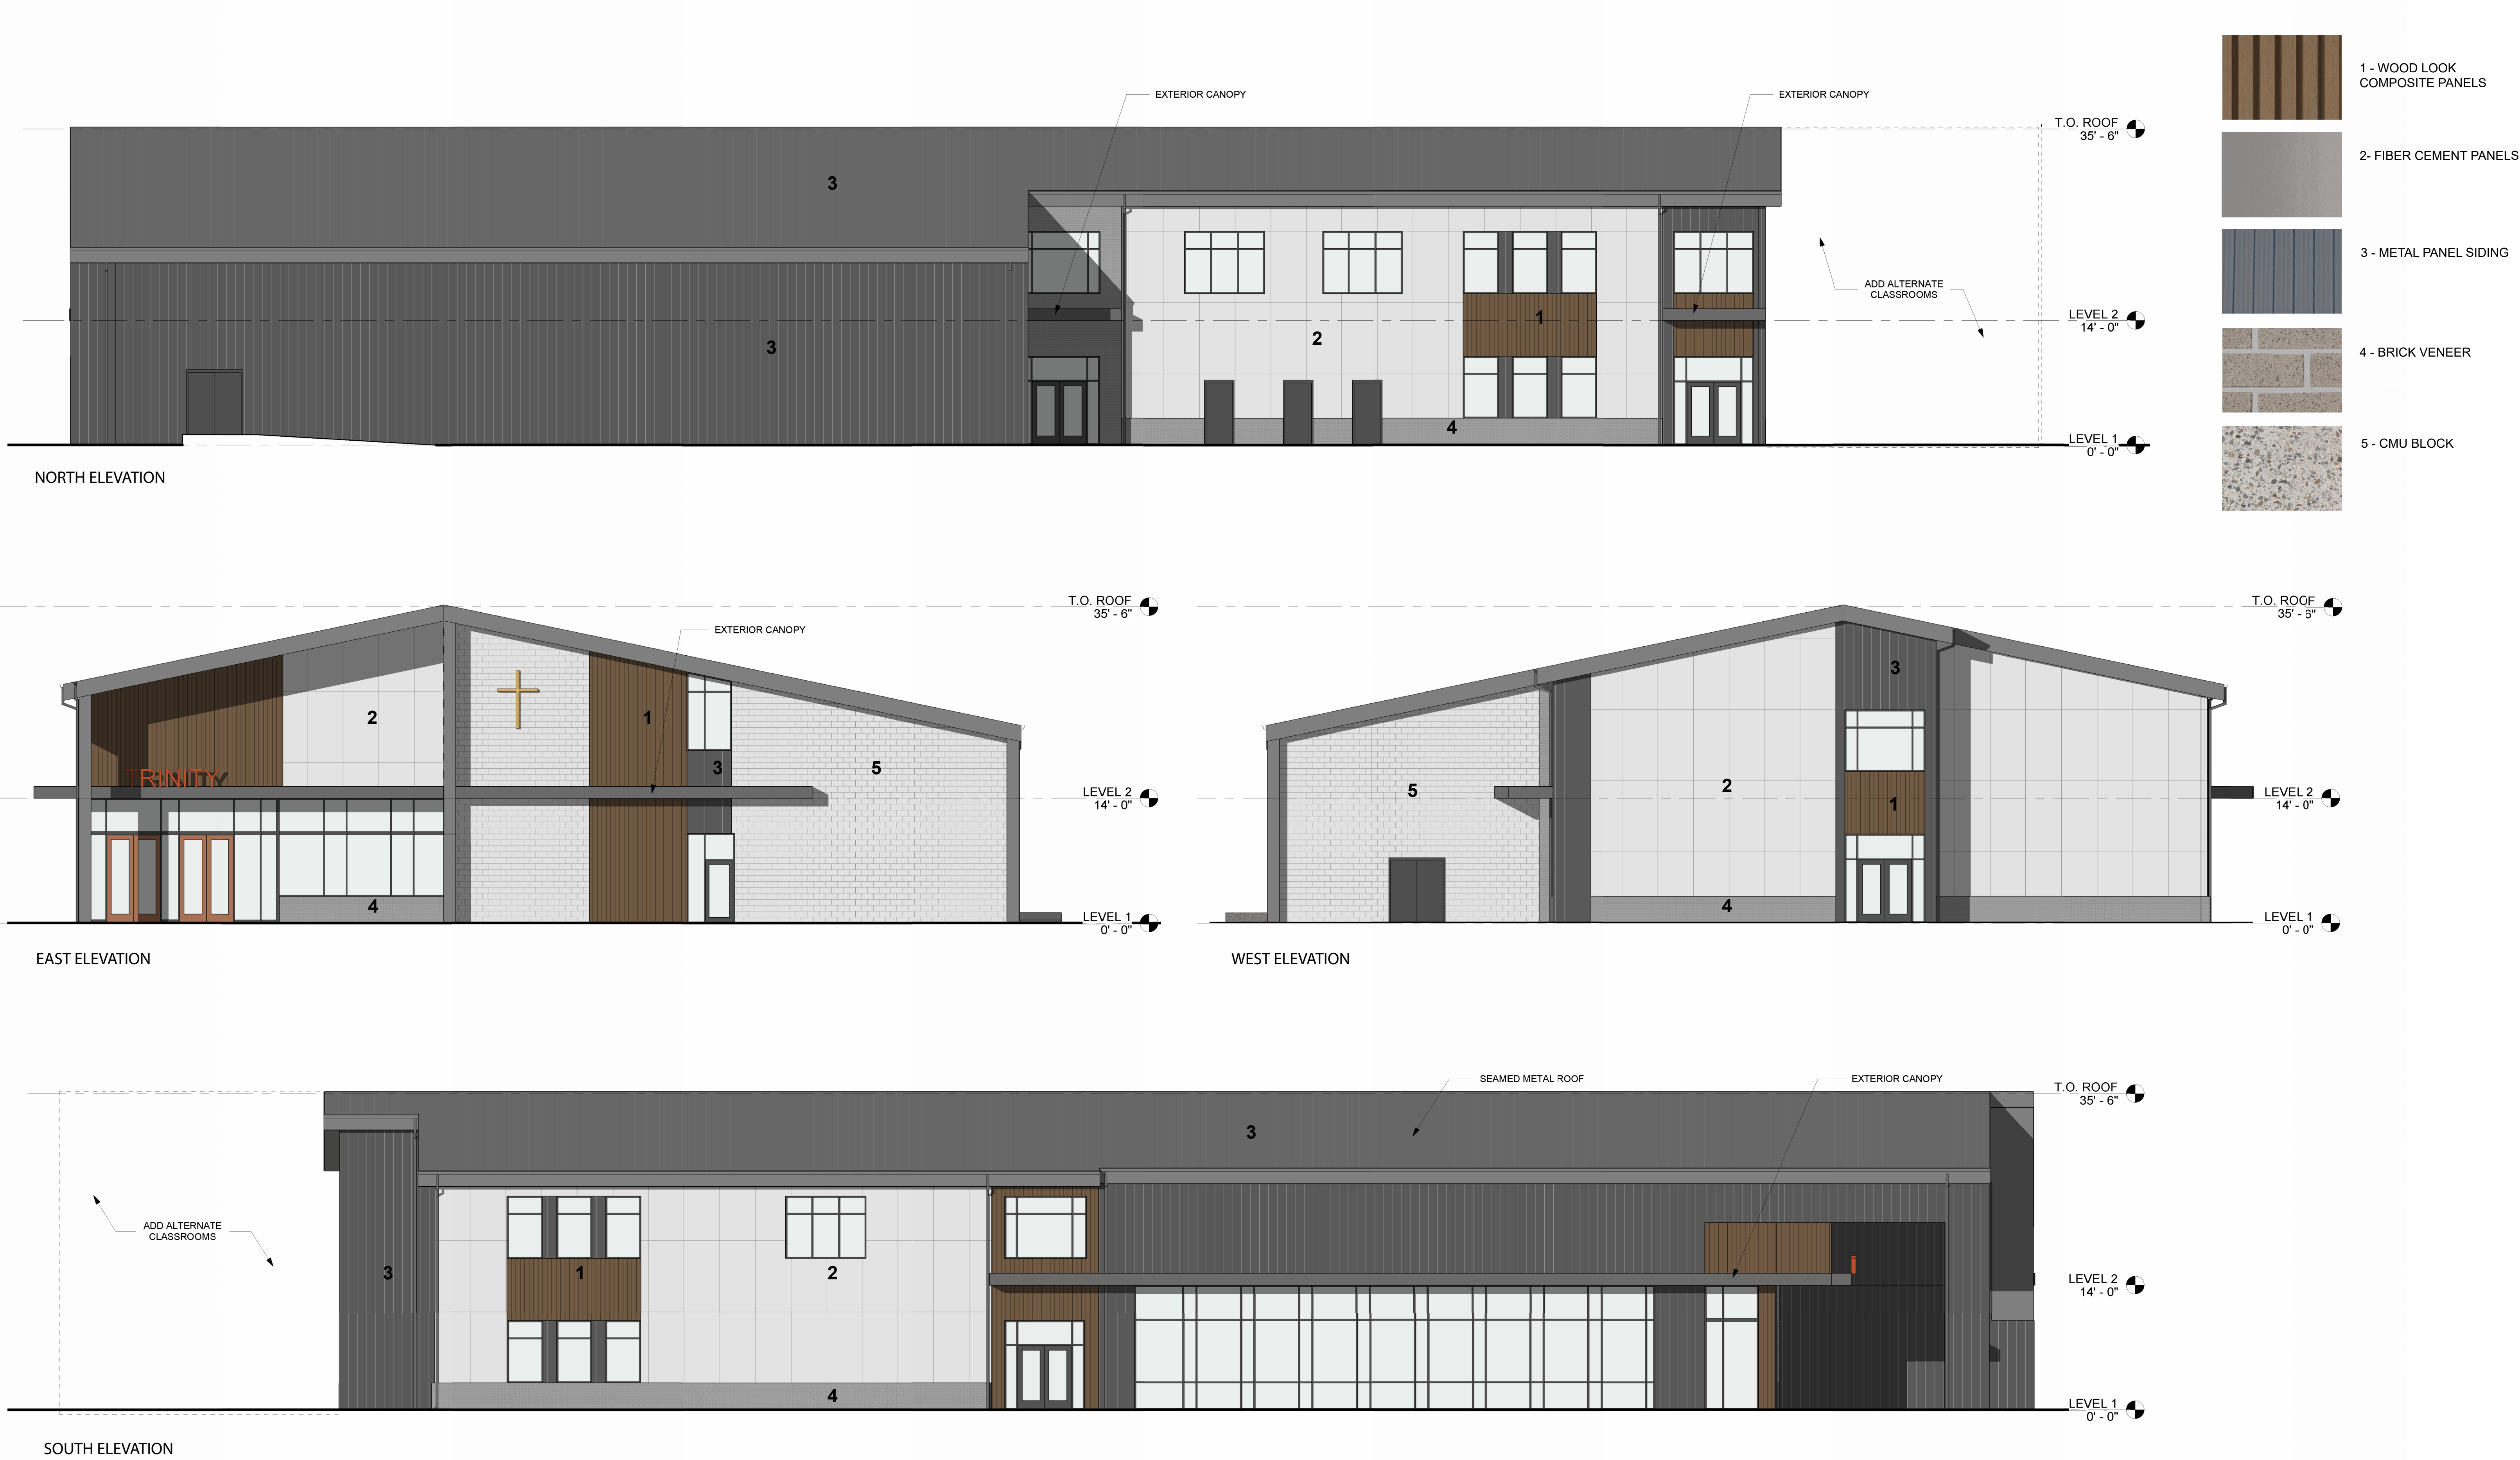 EXTERIOR CANOPY
EXTERIOR CANOPY
T.O. ROOF
35' - 6"
3
ADD ALTERNATE
CLASSROOMS
LEVEL 2
14' - 0"
1
2
3
4
LEVEL 1
0' - 0"
NORTH ELEVATION
1 - WOOD LOOK
COMPOSITE PANELS
2- FIBER CEMENT PANELS
3 - METAL PANEL SIDING
4 - BRICK VENEER
5 - CMU BLOCK
T.O. ROOF
35' - 6"
EXTERIOR CANOPY
2
1
3
5
TRINITY
LEVEL 2
14' - 0"
4
LEVEL 1
0' - 0"
EAST ELEVATION
T.O. ROOF
35' - 6"
3
2
5
1
LEVEL 2
14' - 0"
4
LEVEL 1
0' - 0"
WEST ELEVATION
SEAMED METAL ROOF
EXTERIOR CANOPY
T.O. ROOF
35' - 6"
3
ADD ALTERNATE
CLASSROOMS
3
1
2
LEVEL 2
14' - 0"
4
LEVEL 1
0' - 0"
SOUTH ELEVATION